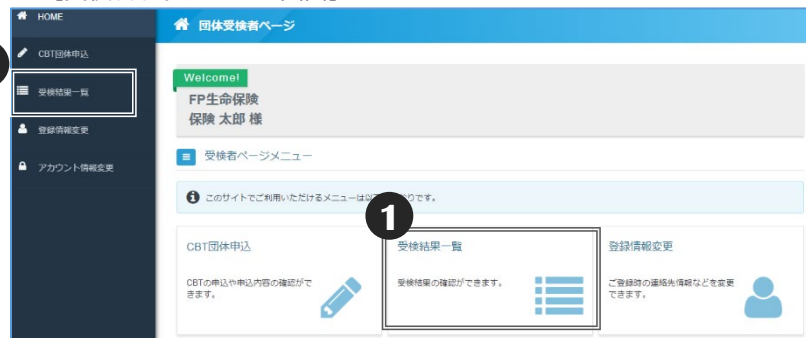 HOME
CBT団体申込
受検結果一覧
登録情報変更
アカウント情報変更
団体受検者ページ
Welcome!
FP生命保険
保険 太郎 様
受検者ページメニュー
このサイトでご利用いただけるメニューは以 りです。
1
CBT団体申込
CBTの申込や申込内容の確認がで
きます。
受検結果一覧
受検結果の確認ができます。
登録情報変更
ご登録時の連絡先情報などを変更
できます。